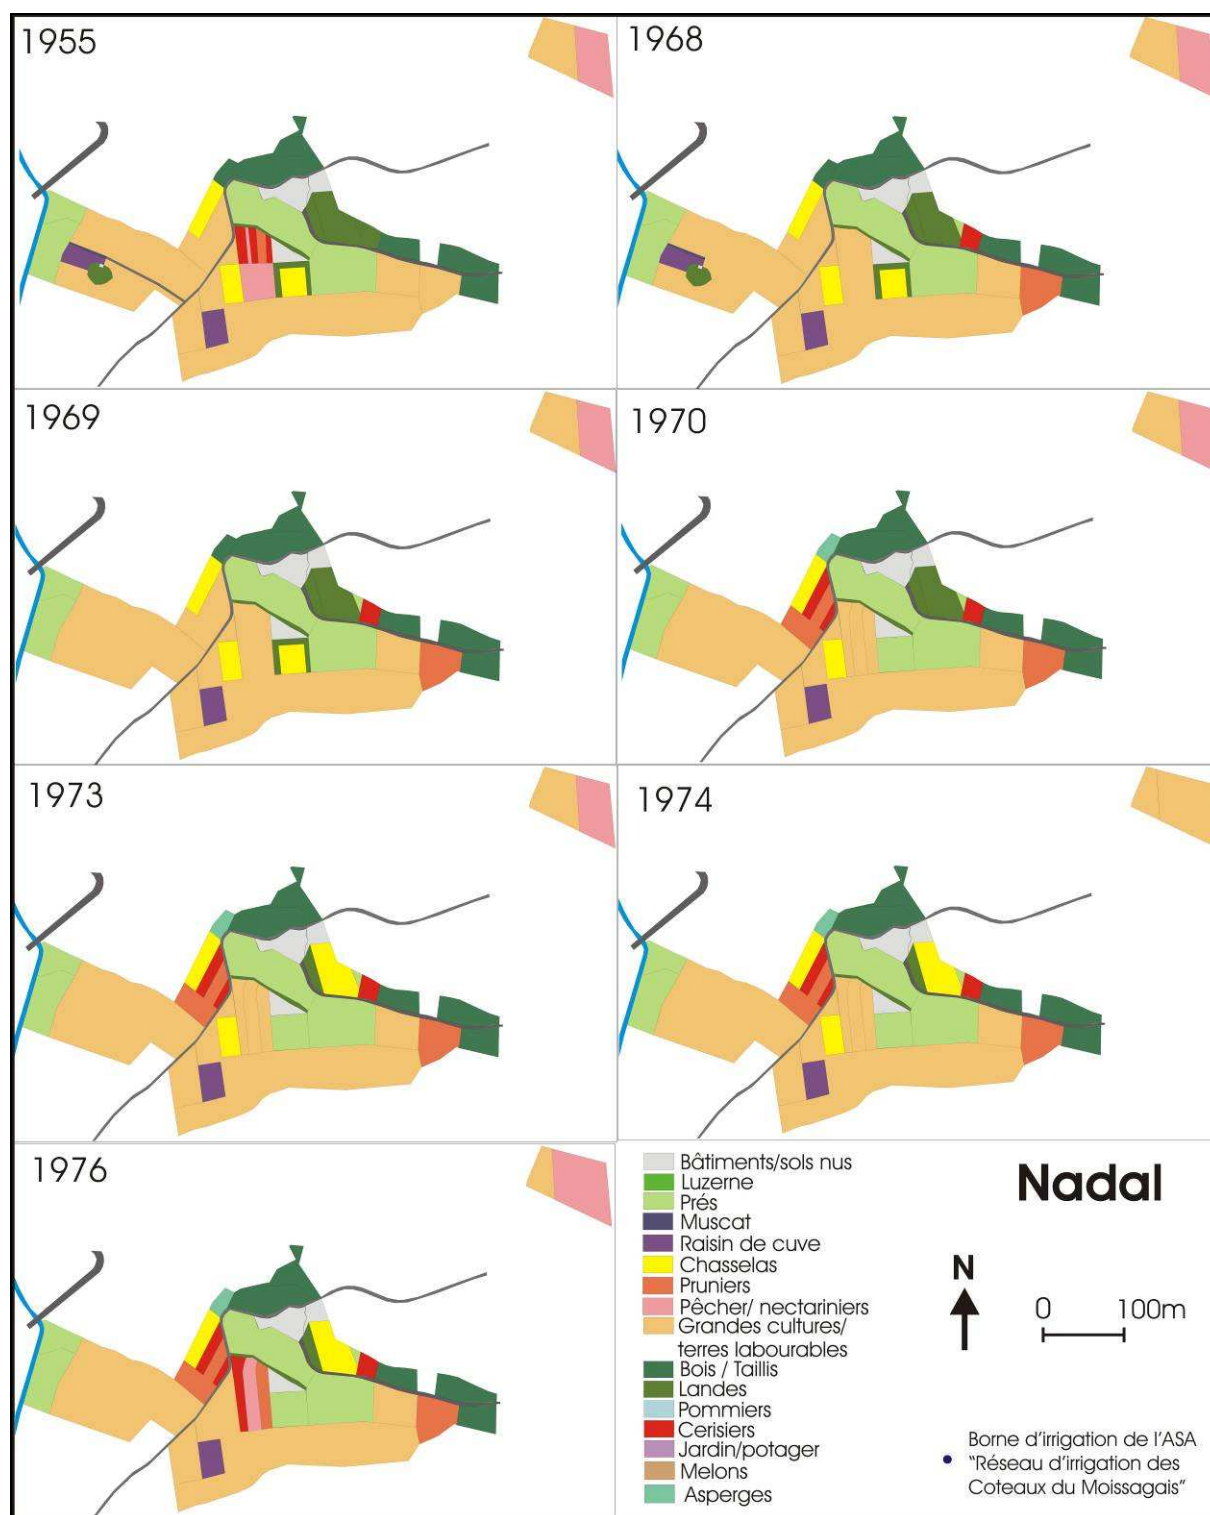 1955
1968
1969
1970
1973
1974
1976
Bâtiments/sols nus
Luzerne
Prés
Muscat
Raisin de cuve
Chasselas
Pruniers
Pêcher/ nectariniers
Grandes cultures/
terres labourables
Bois / Taillis
Landes
Pommiers
Cerisiers
Jardin/potager
Melons
Asperges
Nadal
N
0 100m
Borne d'irrigation de l'ASA
"Réseau d'irrigation des
Coteaux du Moissagais"